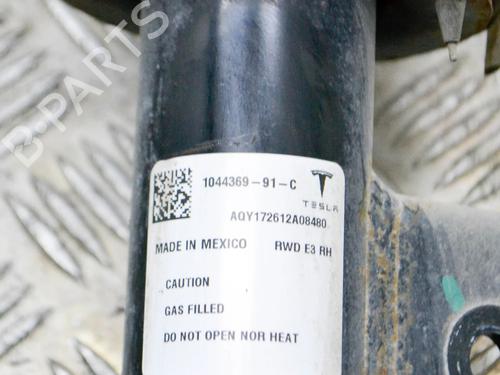 B-PARTS
1044369-91-C
TESLA
AQY172612A08480
MADE IN MEXICO RWD E3 RH
CAUTION
GAS FILLED
DO NOT OPEN NOR HEAT